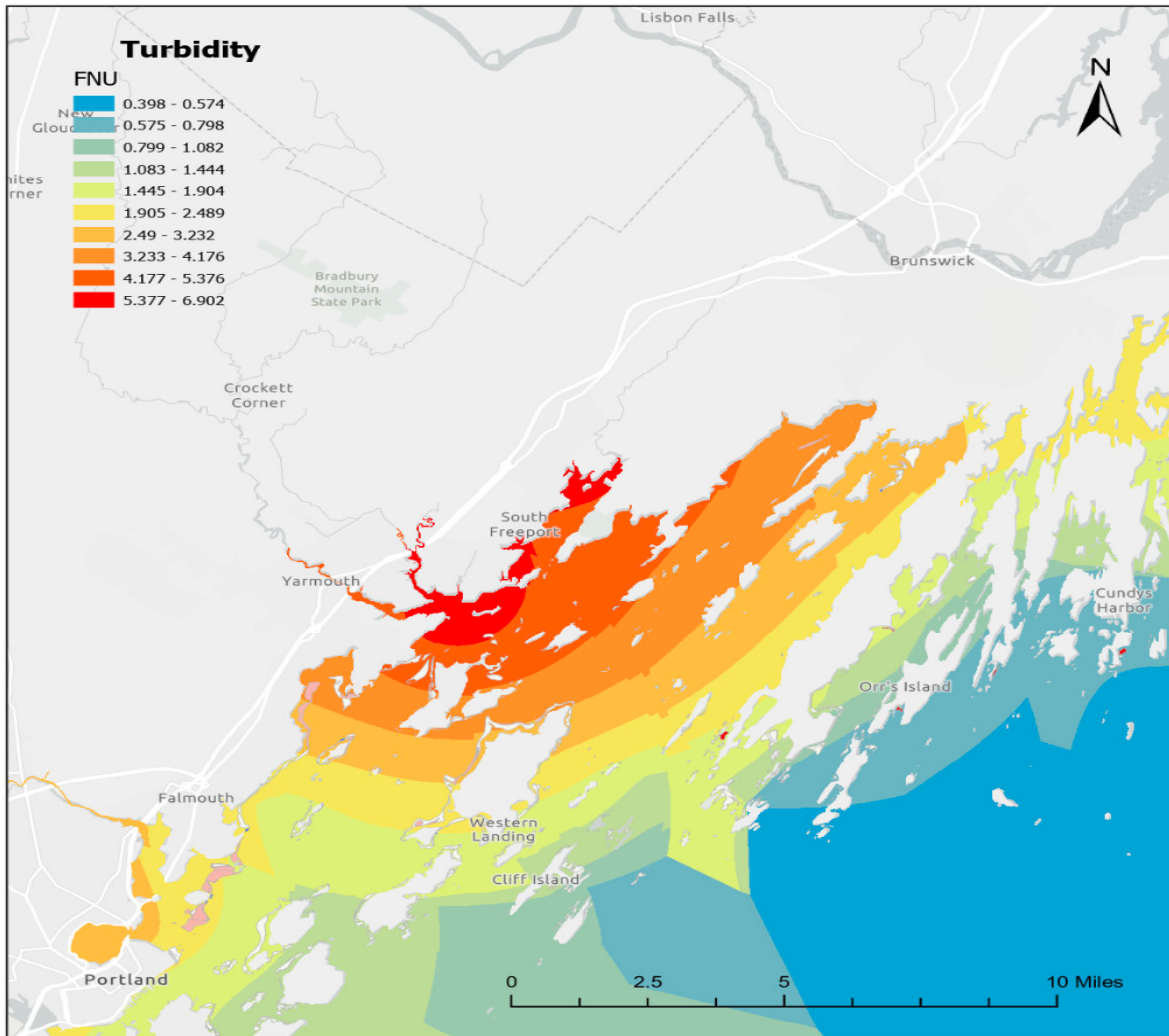 Lisbon Falls
Turbidity
FNU
0.398 - 0.574
0.575 - 0.798
0.799 - 1.082
1.083 - 1.444
1.445 - 1.904
1.905 - 2.489
2.49 - 3.232
3.233 - 4.176
4.177 - 5.376
5.377 - 6.902
N
New
hites
rner
Brunswick
Bradbury
Mountain
State Park
Crockett
Corner
South
Freeport
Yarmouth
Cundys
Harbor
Orr's Island
Falmouth
Western
Landing
Cliff Island
Portland
0 2.5 5 10 Miles